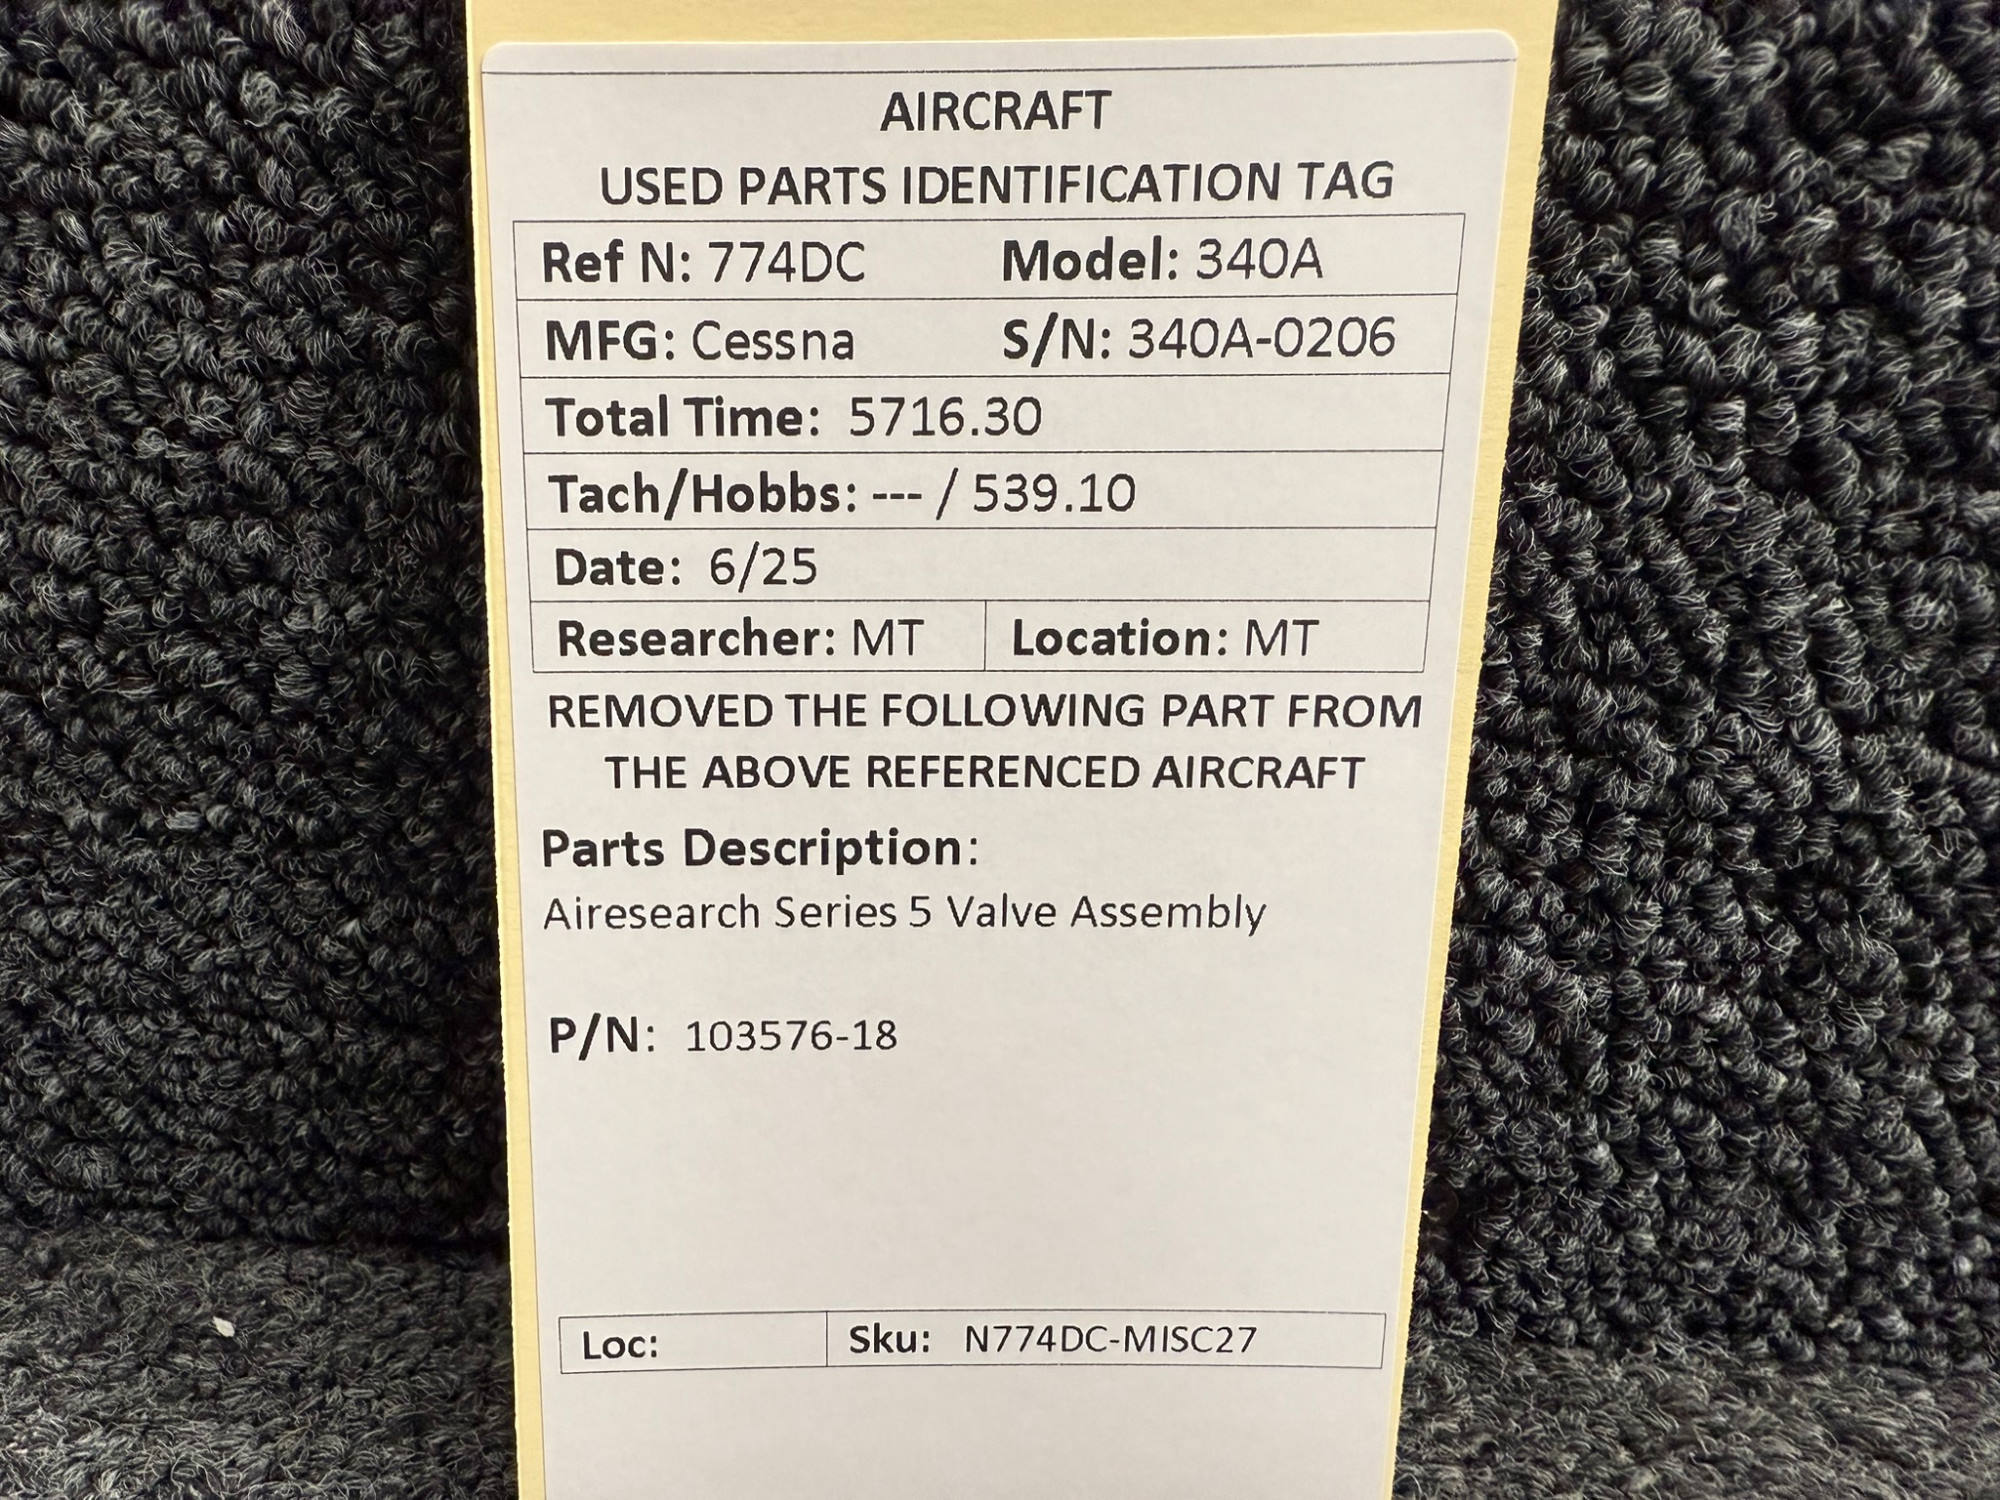 AIRCRAFT
USED PARTS IDENTIFICATION TAG
Ref N: 774DC Model: 340A
MFG: Cessna S/N: 340A-0206
Total Time: 5716.30
Tach/Hobbs: --- / 539.10
Date: 6/25
Researcher: MT Location: MT
REMOVED THE FOLLOWING PART FROM
THE ABOVE REFERENCED AIRCRAFT
Parts Description:
Airesearch Series 5 Valve Assembly
P/N: 103576-18
Loc: Sku: N774DC-MISC27